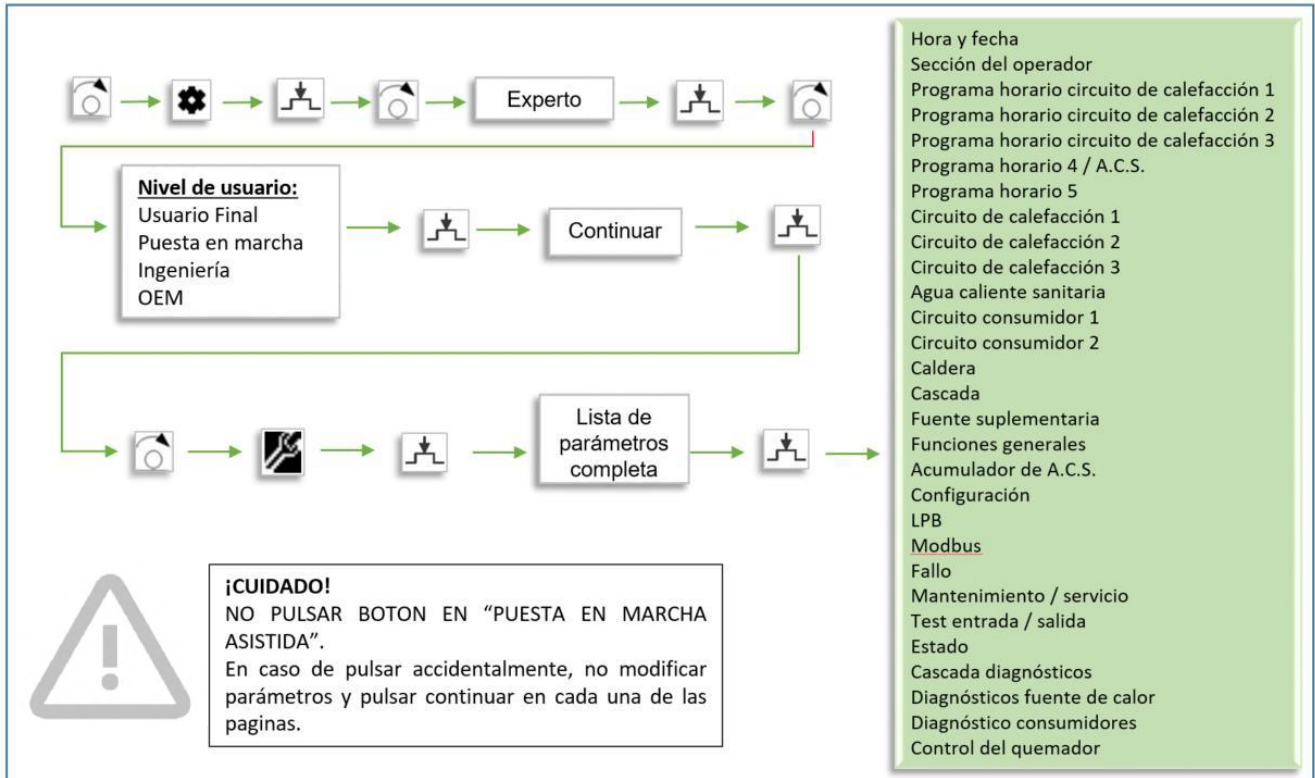 Experto
Nivel de usuario:
Usuario Final
Puesta en marcha
Ingeniería
OEM
Continuar
Lista de
parámetros
completa
¡CUIDADO!
NO PULSAR BOTON EN “PUESTA EN MARCHA
ASISTIDA”.
En caso de pulsar accidentalmente, no modificar
parámetros y pulsar continuar en cada una de las
paginas.
Hora y fecha
Sección del operador
Programa horario circuito de calefacción 1
Programa horario circuito de calefacción 2
Programa horario circuito de calefacción 3
Programa horario 4 / A.C.S.
Programa horario 5
Circuito de calefacción 1
Circuito de calefacción 2
Circuito de calefacción 3
Agua caliente sanitaria
Circuito consumidor 1
Circuito consumidor 2
Caldera
Cascada
Fuente suplementaria
Funciones generales
Acumulador de A.C.S.
Configuración
LPB
Modbus
Fallo
Mantenimiento / servicio
Test entrada / salida
Estado
Cascada diagnósticos
Diagnósticos fuente de calor
Diagnóstico consumidores
Control del quemador